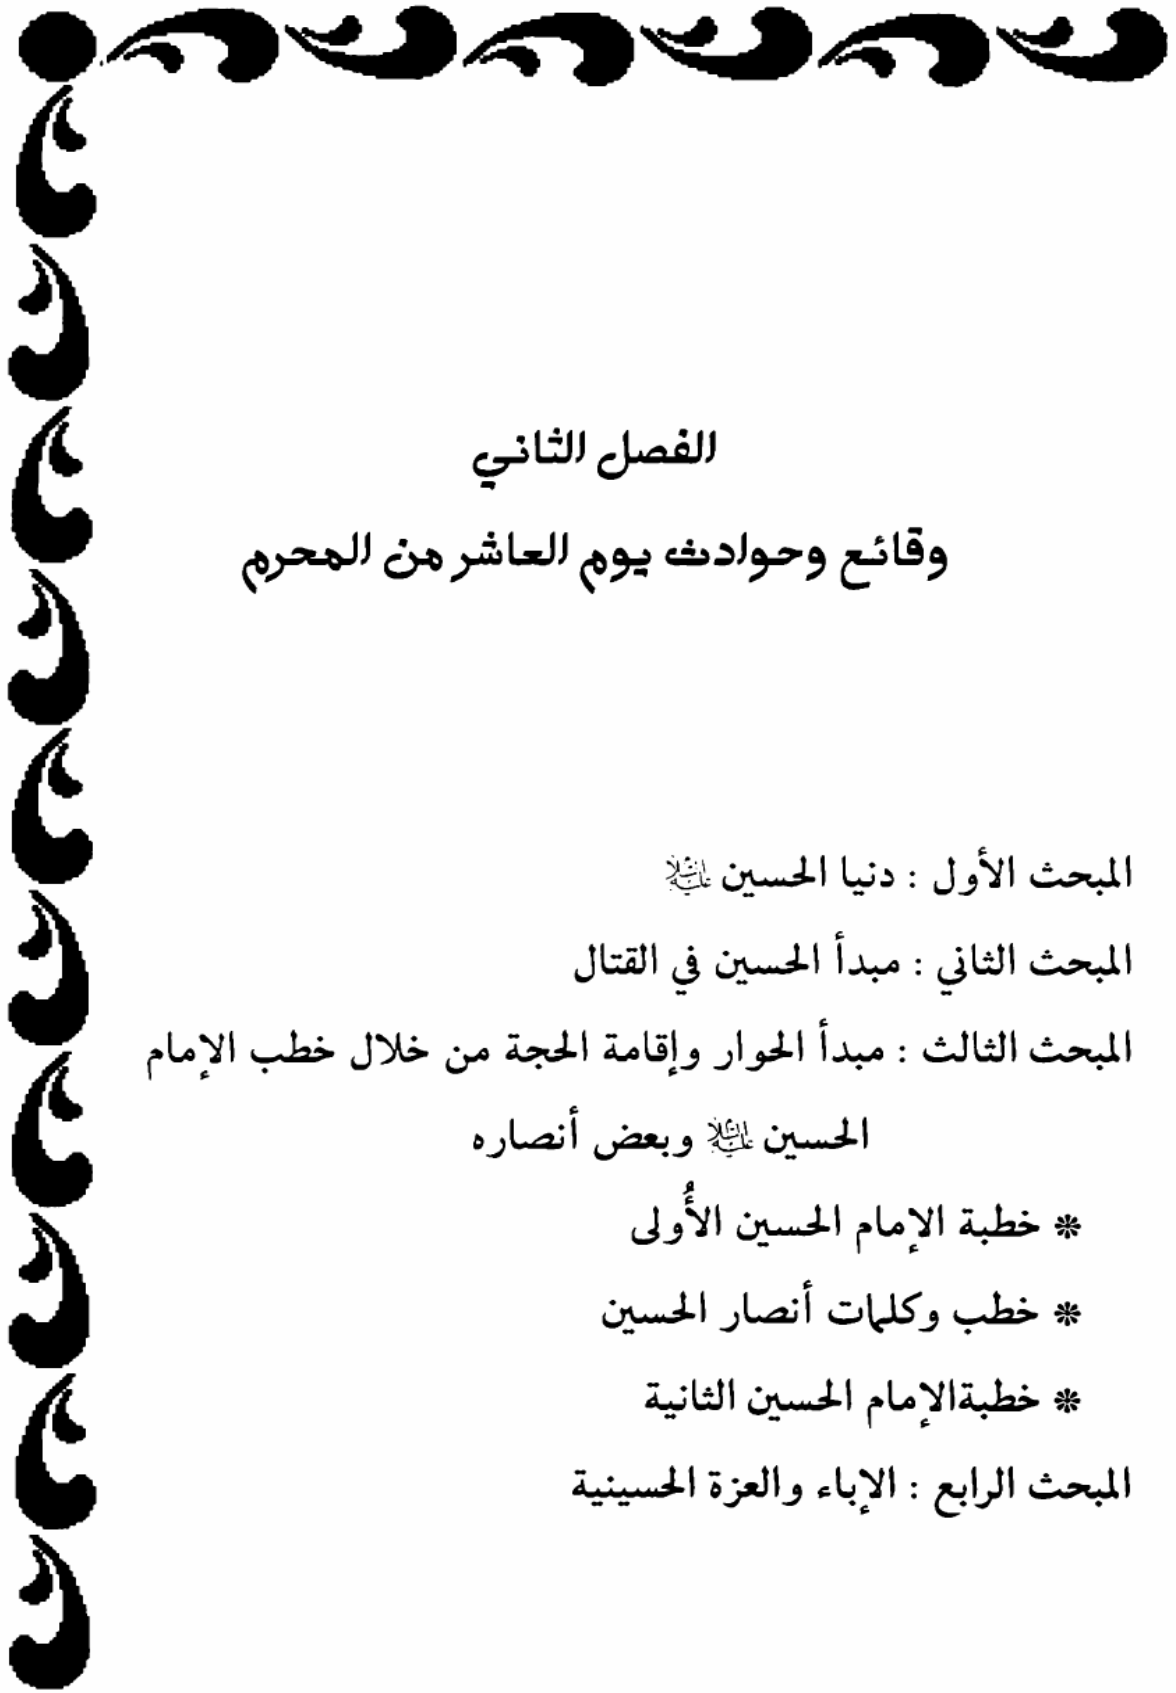 الفصل الثاني
وقائع وحوادث يوم العاشر من المحرم
المبحث الأول : دنيا الحسين عليه السلام
المبحث الثاني : مبدأ الحسين في القتال
المبحث الثالث : مبدأ الحوار وإقامة الحجة من خلال خطب الإمام
الحسين عليه السلام وبعض أنصاره
* خطبة الإمام الحسين الأُولى
* خطب وكلمات أنصار الحسين
* خطبةالإمام الحسين الثانية
المبحث الرابع : الإباء والعزة الحسينية